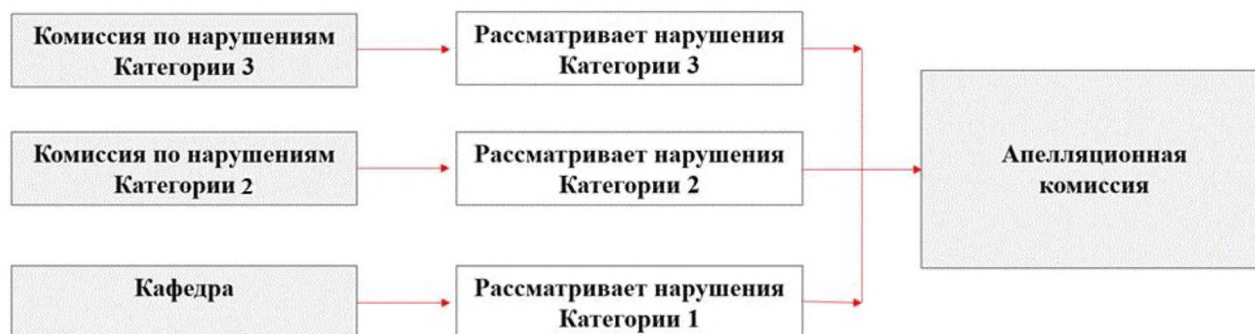 Комиссия по нарушениям
Категории 3
Рассматривает нарушения
Категории 3
Комиссия по нарушениям
Категории 2
Рассматривает нарушения
Категории 2
Апелляционная
комиссия
Кафедра
Рассматривает нарушения
Категории 1